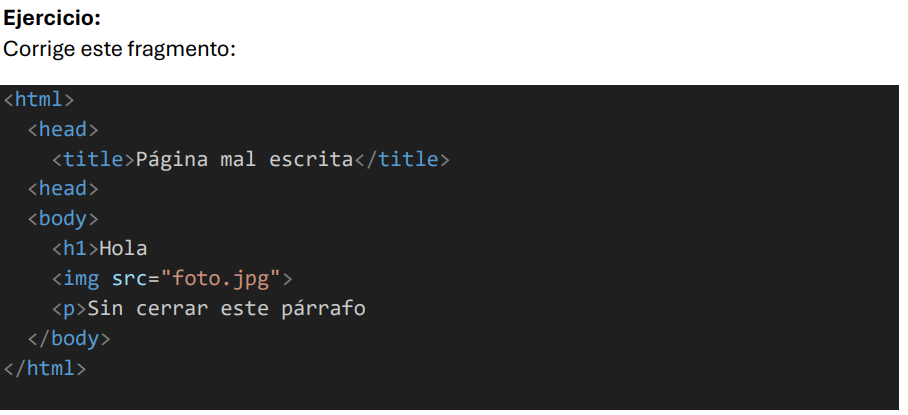 Ejercicio:
Corrige este fragmento:
<html>
<head>
<title>Página mal escrita</title>
<head>
<body>
<h1>Hola
<img src="foto.jpg">
<p>Sin cerrar este párrafo
</body>
</html>